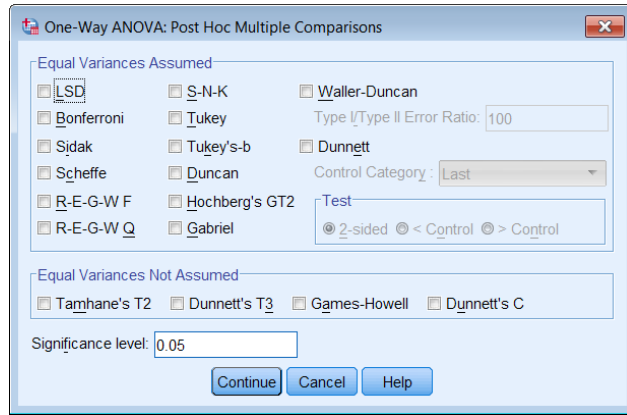 One-Way ANOVA: Post Hoc Multiple Comparisons
Equal Variances Assumed
LSD S-N-K Waller-Duncan
Bonferroni Tukey Type I/Type II Error Ratio: 100
Sidak Tukey's-b Dunnett
Scheffe Duncan Control Category : Last
R-E-G-W F Hochberg's GT2 Test
R-E-G-W Q Gabriel 2-sided < Control > Control
Equal Variances Not Assumed
Tamhane's T2 Dunnett's T3 Games-Howell Dunnett's C
Significance level: 0.05
Continue Cancel Help